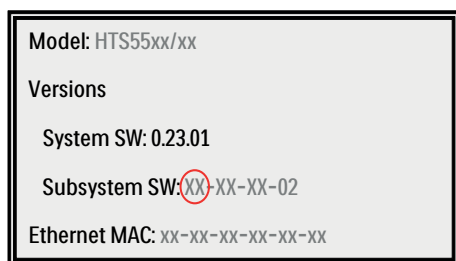 Model: HTS55xx/xx
Versions
System SW: 0.23.01
Subsystem SW: XX-XX-XX-02
Ethernet MAC: xx-xx-xx-xx-xx-xx